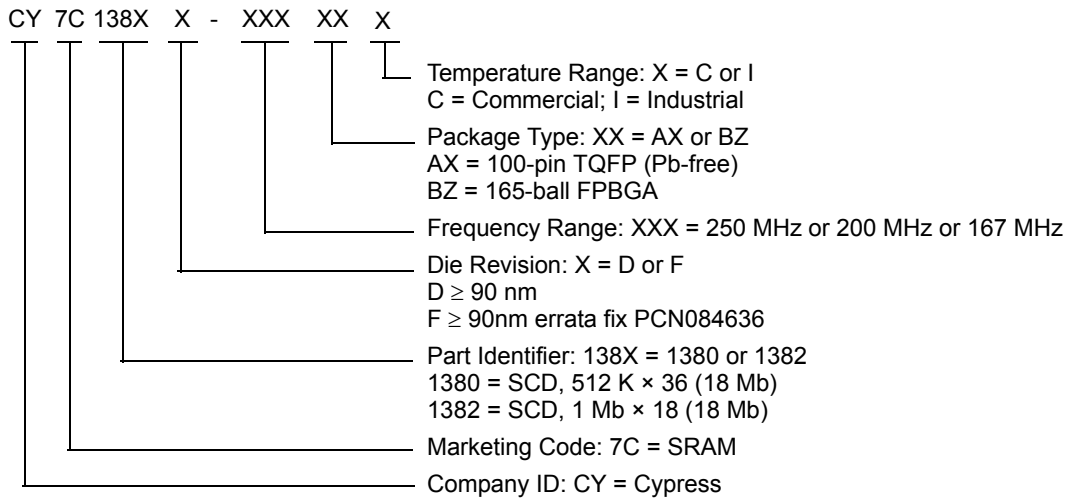 CY 7C 138X X - XXX XX X
Temperature Range: X = C or I
C = Commercial; I = Industrial
Package Type: XX = AX or BZ
AX = 100-pin TQFP (Pb-free)
BZ = 165-ball FPBGA
Frequency Range: XXX = 250 MHz or 200 MHz or 167 MHz
Die Revision: X = D or F
D ≥ 90 nm
F ≥ 90nm errata fix PCN084636
Part Identifier: 138X = 1380 or 1382
1380 = SCD, 512 K × 36 (18 Mb)
1382 = SCD, 1 Mb × 18 (18 Mb)
Marketing Code: 7C = SRAM
Company ID: CY = Cypress